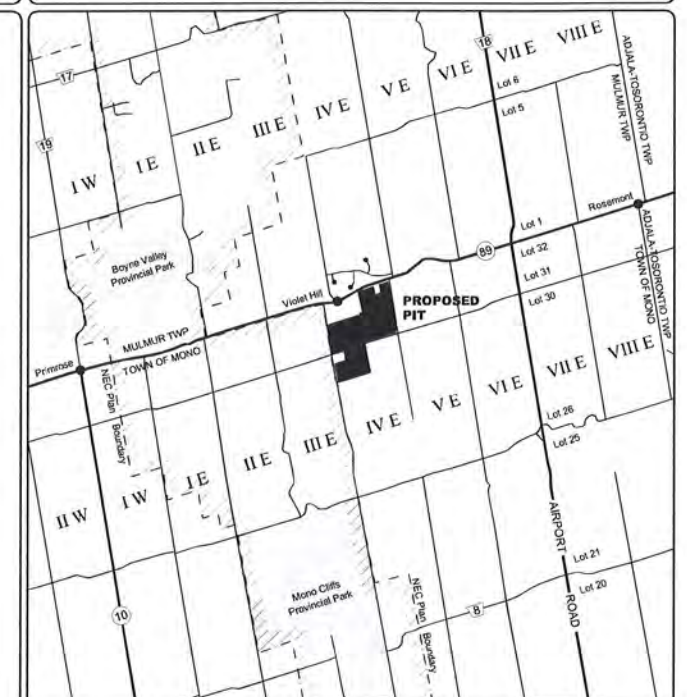 18
VII E
VIII E
17
VI E
V E
IV E
III E
II E
I E
I W
19
Lot 6
Lot 5
ADJALA-TOSORONTIO TWP
MULMUR TWP
Rosemont
Lot 1
89
Lot 32
Lot 31
Lot 30
ADJALA-TOSORONTIO TWP
TOWN OF MONO
Boyne Valley
Provincial Park
Violet Hill
PROPOSED
PIT
MULMUR TWP
TOWN OF MONO
Primrose
NEC Plan
Boundary
II W
I W
I E
II E
III E
IV E
V E
VI E
VII E
VIII E
Lot 26
Lot 25
AIRPORT
ROAD
Lot 21
Lot 20
Mono Cliffs
Provincial Park
NEC Plan
Boundary
8
10